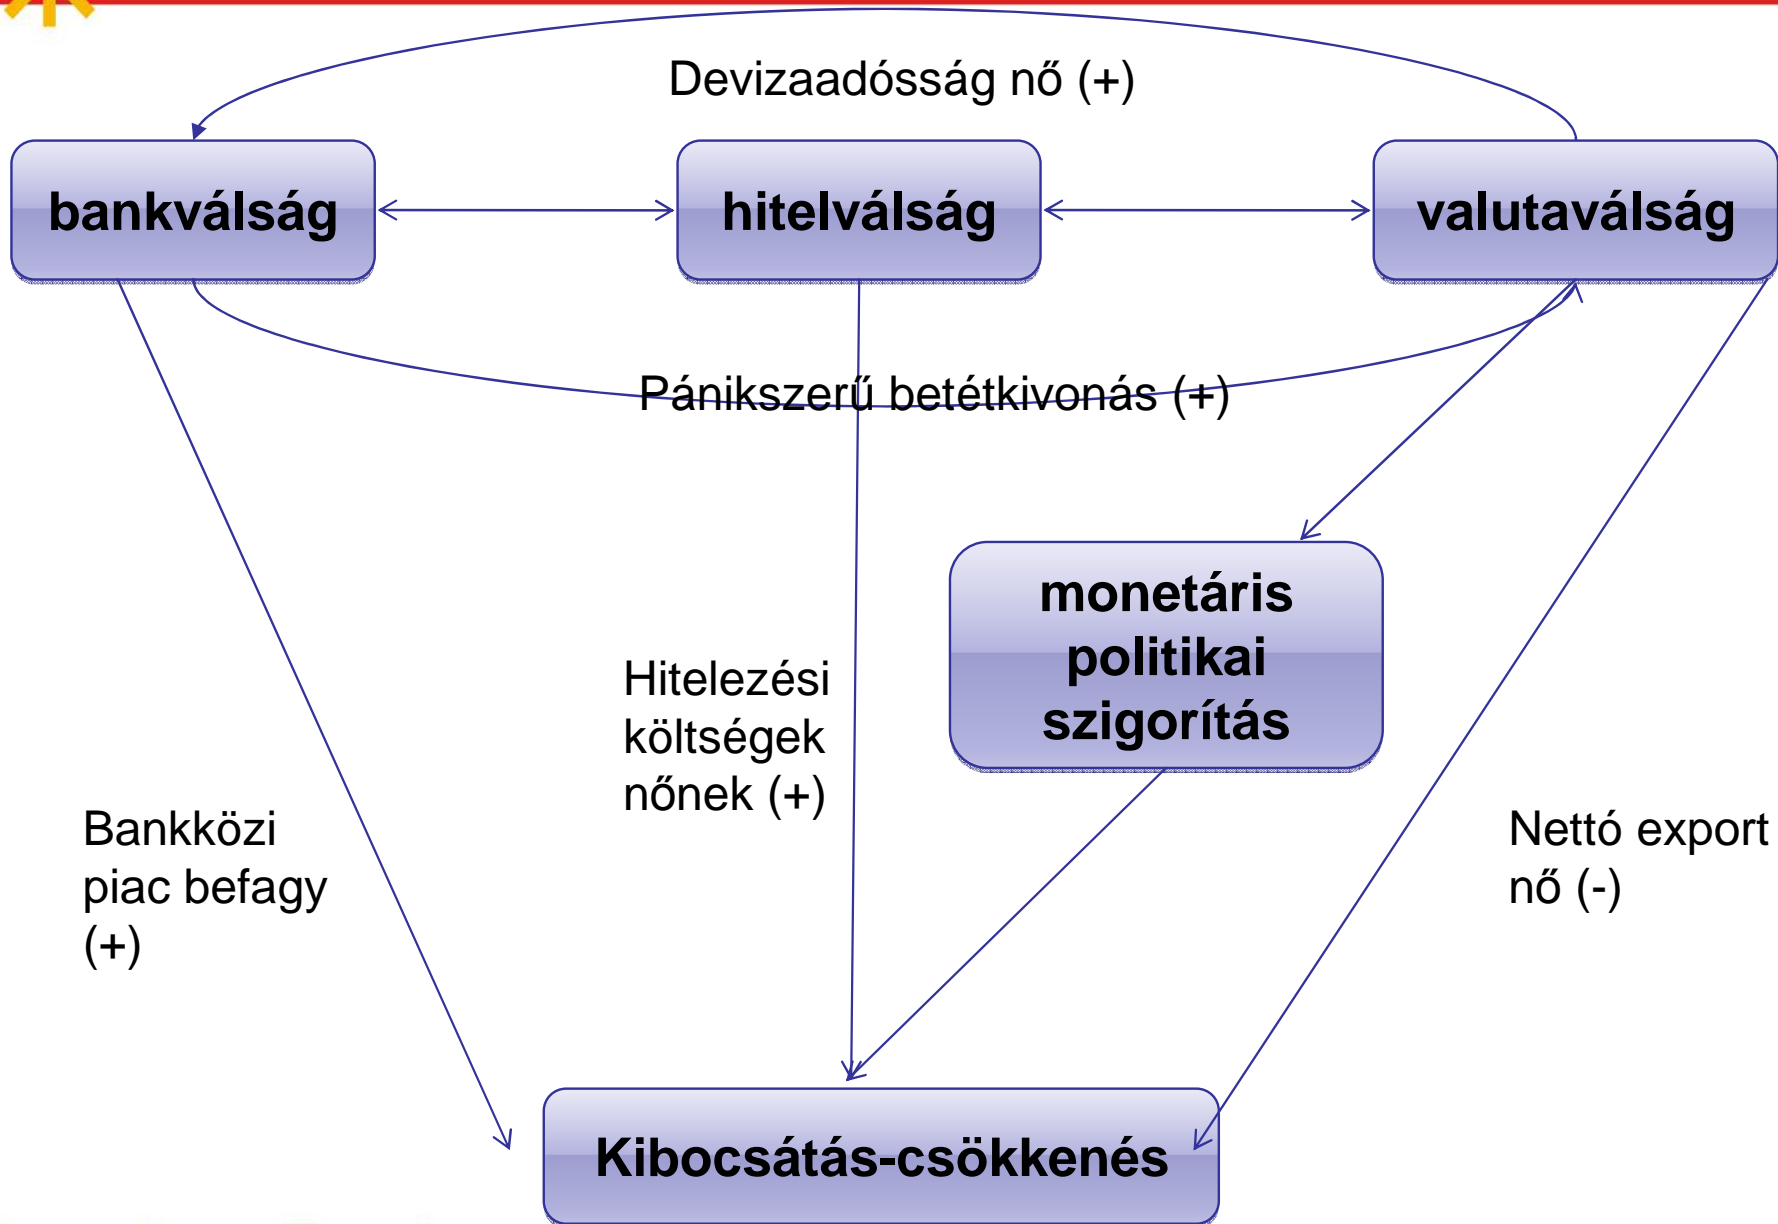 Devizaadósság nő (+)
bankválság
hitelválság
valutaválság
Pánikszerű betétkivonás (+)
monetáris
politikai
szigorítás
Hitelezési
költségek
nőnek (+)
Bankközi
piac befagy
(+)
Nettó export
nő (-)
Kibocsátás-csökkenés